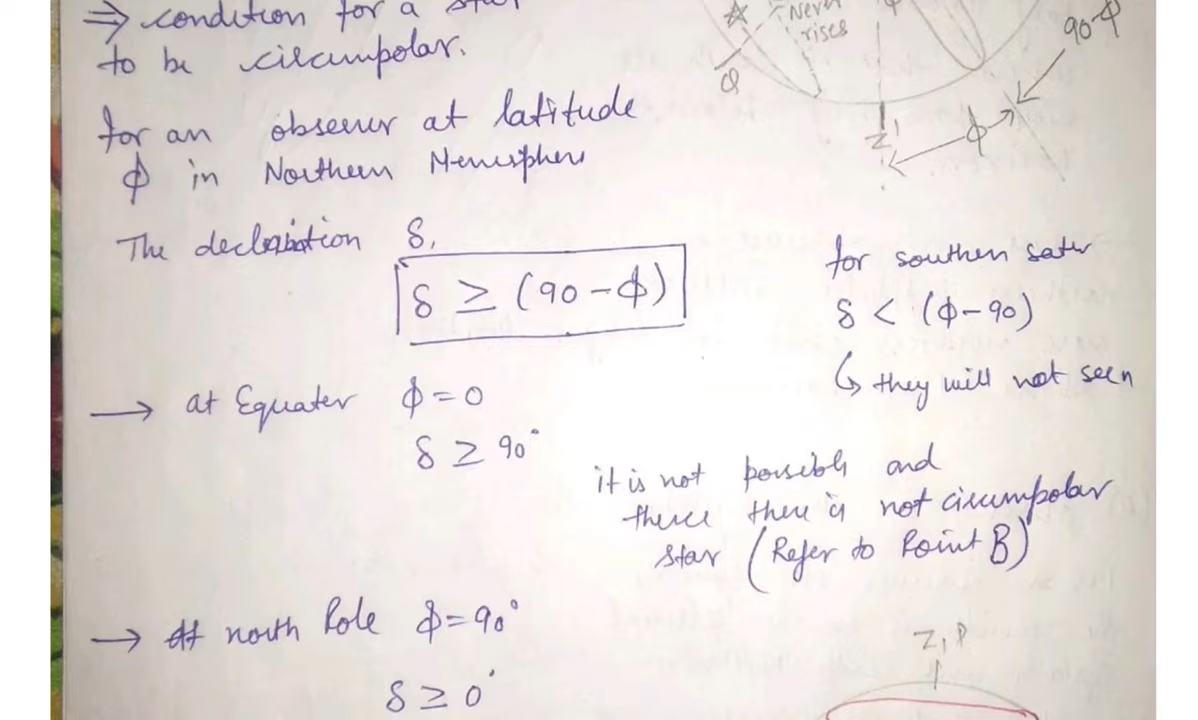 ⇒ condition for a star
to be circumpolar.
Never
rises
Q
90-ϕ
Z'
ϕ
for an observer at latitude
ϕ in Northern Hemisphere
The declination δ,
δ ≥ (90-ϕ)
for southern
δ < (ϕ-90)
↳ they will not seen
→ at Equater ϕ=0
δ ≥ 90°
it is not possible and
there is not circumpolar
star (Refer to Point B)
→ north Pole ϕ=90°
δ ≥ 0°
Z, P